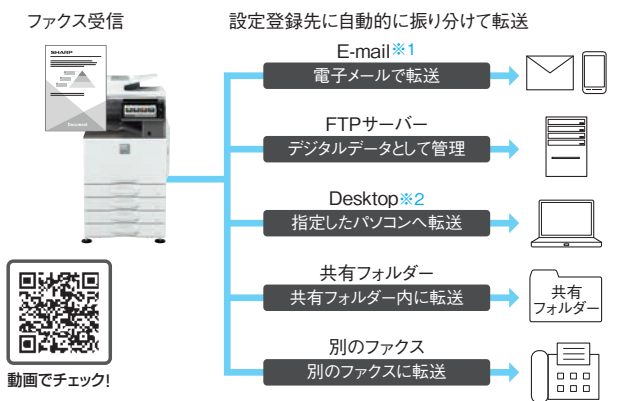 ファクス受信
設定登録先に自動的に振り分けて転送
SHARP
Document
E-mail※1
電子メールで転送
FTPサーバー
デジタルデータとして管理
Desktop※2
指定したパソコンへ転送
共有フォルダー
共有フォルダー内に転送
共有
フォルダー
別のファクス
別のファクスに転送
動画でチェック!